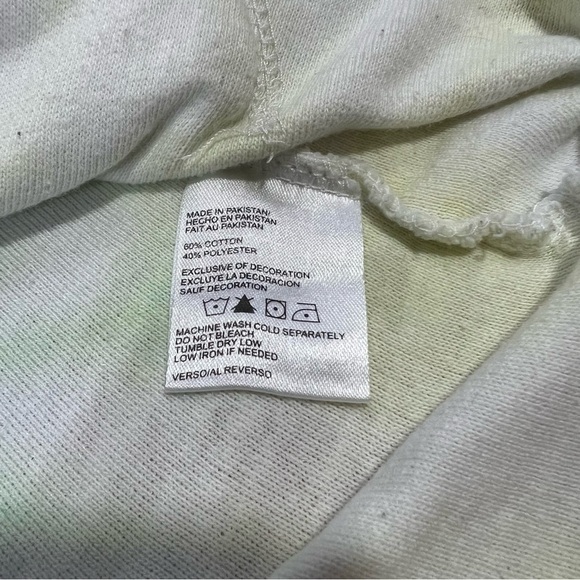 MADE IN PAKISTAN/
HECHO EN PAKISTAN
FAIT AU PAKISTAN
60% COTTON
40% POLYESTER
EXCLUSIVE OF DECORATION
EXCLUYE LA DECORACION
SAUF DECORATION
MACHINE WASH COLD SEPARATELY
DO NOT BLEACH
TUMBLE DRY LOW
LOW IRON IF NEEDED
VERSO/AL REVERSO